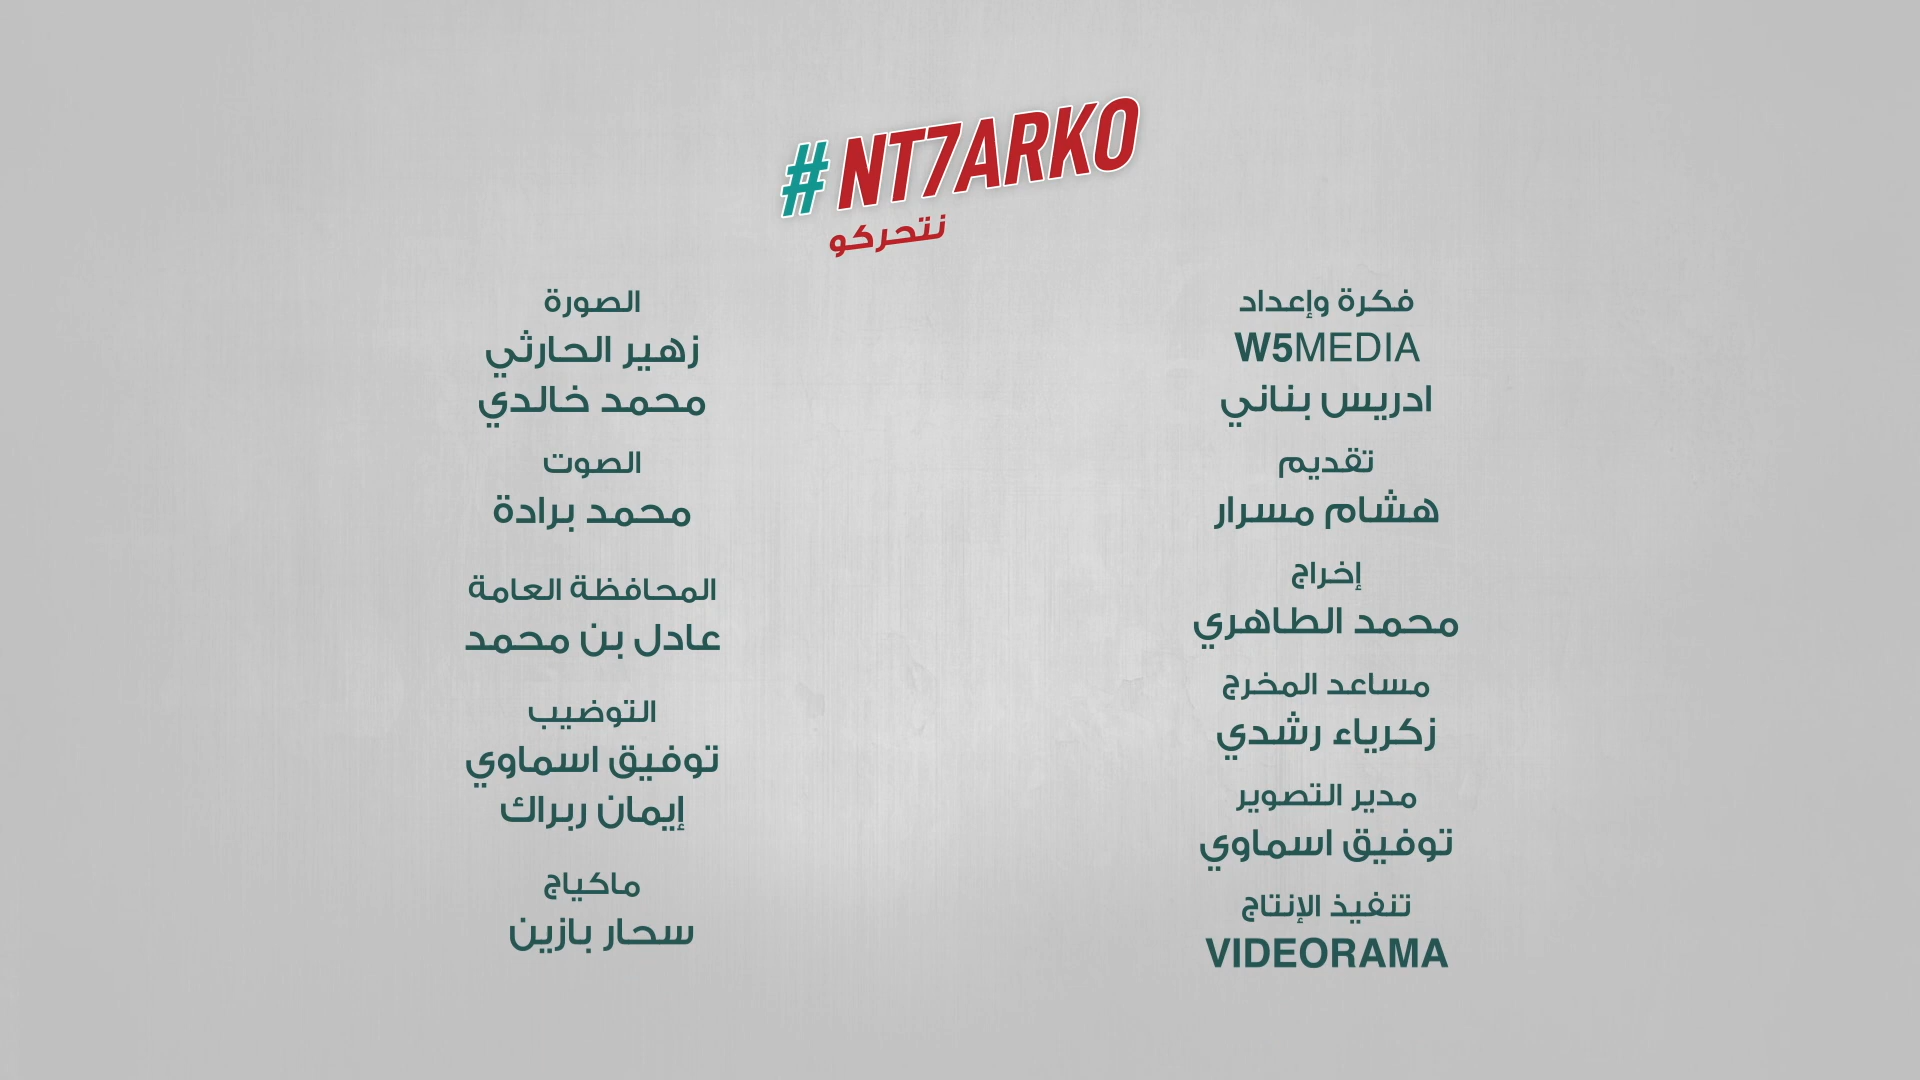 #NT7ARKO
نتحركو
فكرة وإعداد
W5MEDIA
ادريس بناني
تقديم
هشام مسرار
إخراج
محمد الطاهري
مساعد المخرج
زكرياء رشدي
مدير التصوير
توفيق اسماوي
تنفيذ الإنتاج
VIDEORAMA
الصورة
زهير الحارثي
محمد خالدي
الصوت
محمد برادة
المحافظة العامة
عادل بن محمد
التوضيب
توفيق اسماوي
إيمان ربراك
ماكياج
سحار بازين